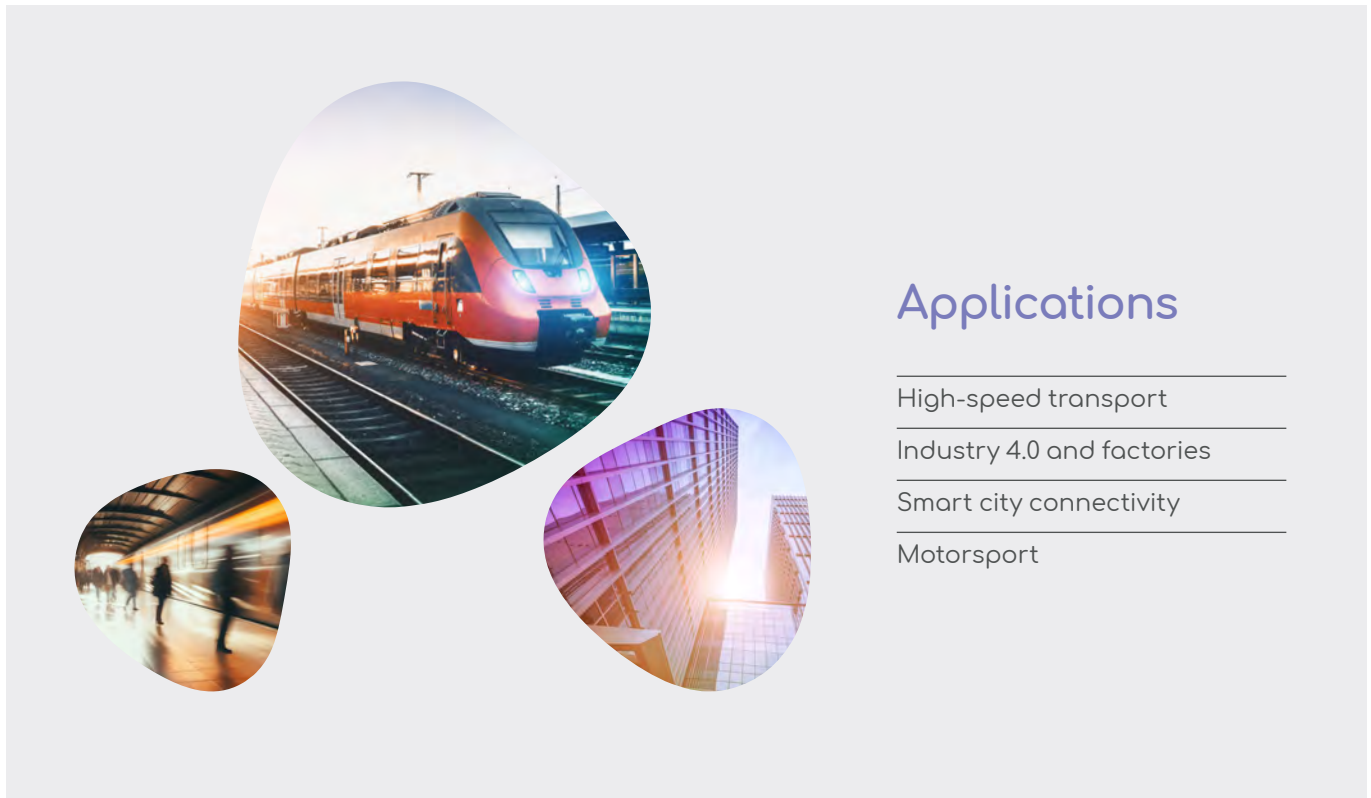 Applications
High-speed transport
Industry 4.0 and factories
Smart city connectivity
Motorsport